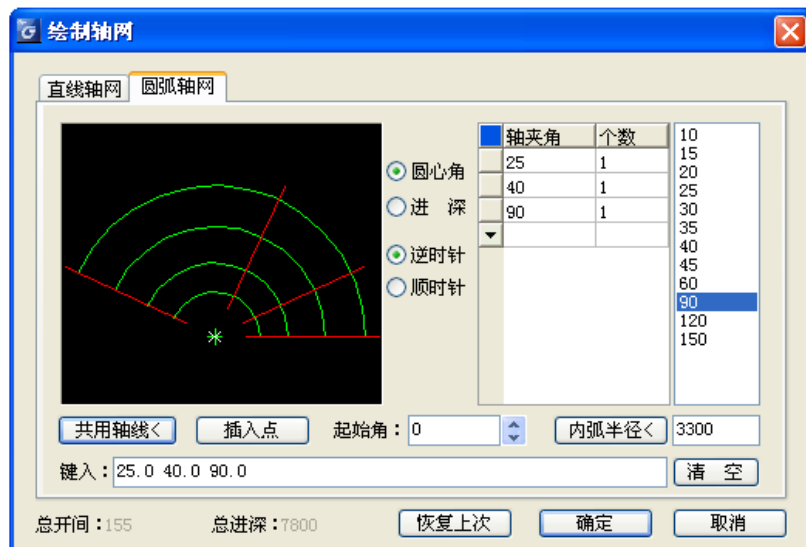 绘制轴网
直线轴网 圆弧轴网
圆心角
进 深
逆时针
顺时针
轴夹角 个数
25 1
40 1
90 1
10
15
20
25
30
35
40
45
60
90
120
150
共用轴线< 插入点 起始角：0 内弧半径< 3300
键入：25.0 40.0 90.0 清 空
总开间：155 总进深：7800 恢复上次 确定 取消